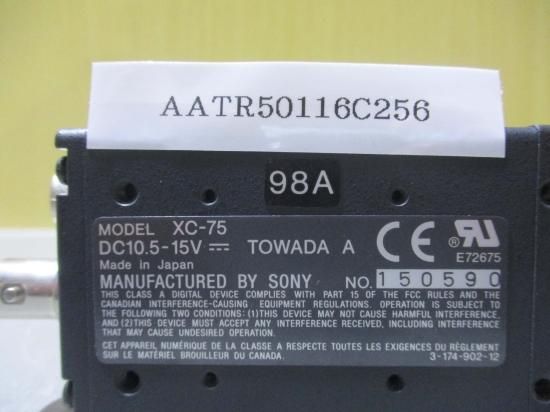 AATR50116C256
98A
MODEL XC-75
DC10.5-15V ⎓ TOWADA A CE ® RU
Made in Japan E72675
MANUFACTURED BY SONY NO. 150590
THIS CLASS A DIGITAL DEVICE COMPLIES WITH PART 15 OF THE FCC RULES AND THE
CANADIAN INTERFERENCE-CAUSING EQUIPMENT REGULATIONS. OPERATION IS SUBJECT TO
THE FOLLOWING TWO CONDITIONS: (1)THIS DEVICE MAY NOT CAUSE HARMFUL INTERFERENCE,
AND (2)THIS DEVICE MUST ACCEPT ANY INTERFERENCE RECEIVED, INCLUDING INTERFERENCE
THAT MAY CAUSE UNDESIRED OPERATION.
CET APPAREIL NUMÉRIQUE DE LA CLASSE A RESPECTE TOUTES LES EXIGENCES DU RÈGLEMENT
SUR LE MATÉRIEL BROUILLEUR DU CANADA. 3-174-902-12